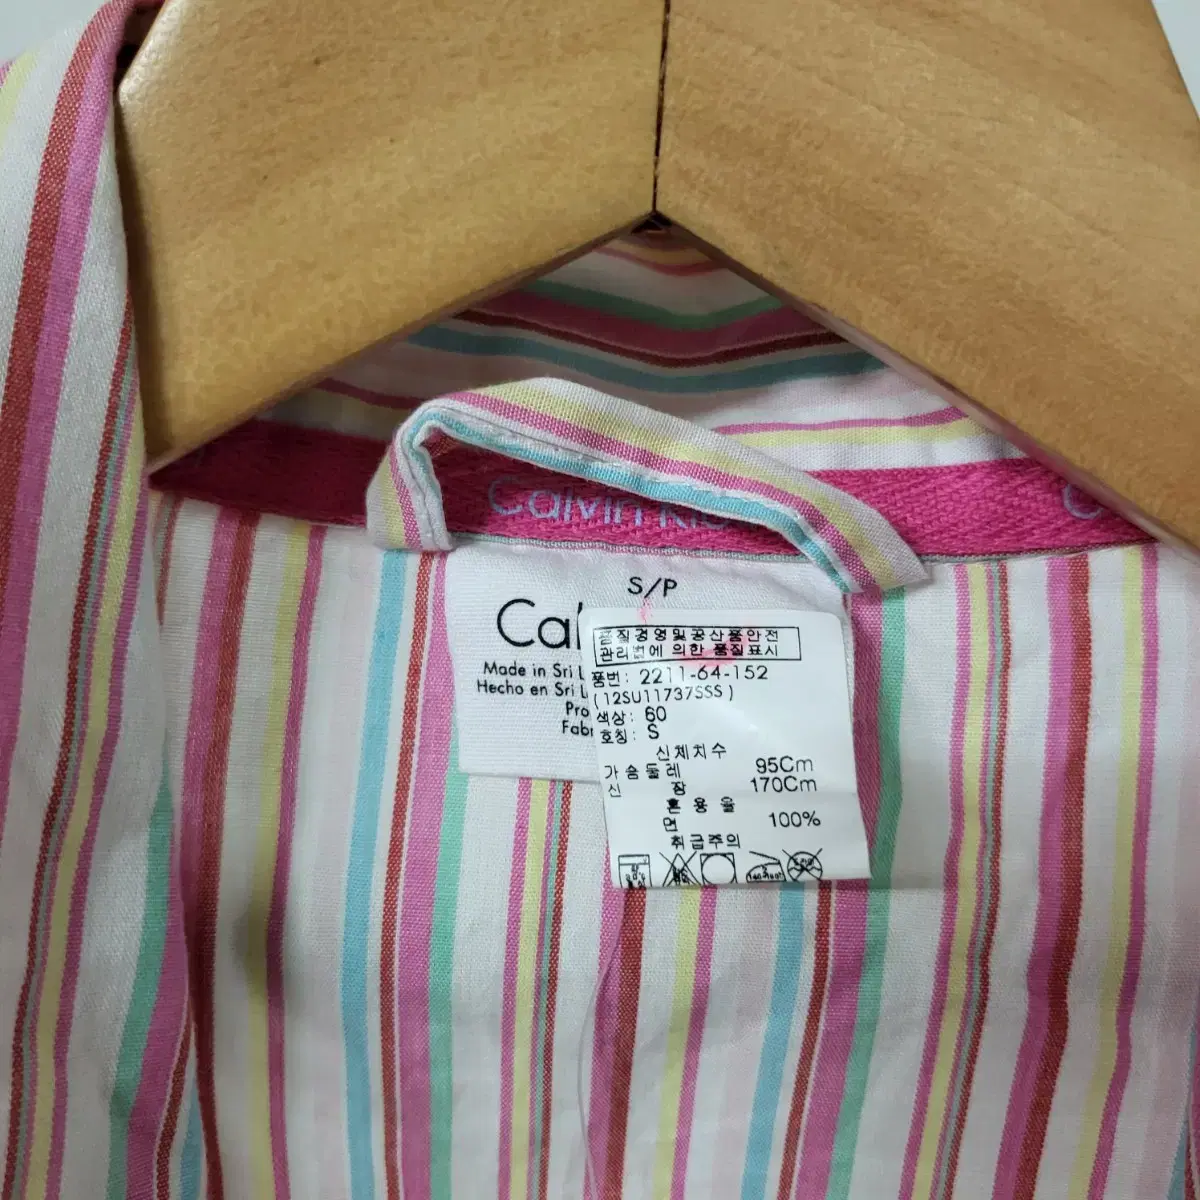 Calvin Kle
C
S/P
Cal
Made in Sri L
Hecho en Sri L
Pro
Fabr
품질경영및공산품안전
관리법에 의한 품질표시
품번: 2211-64-152
(12SU11737SSS)
색상: 60
호칭: S
신체치수
가슴둘레 95Cm
신 장 170Cm
혼용율
면 100%
취급주의